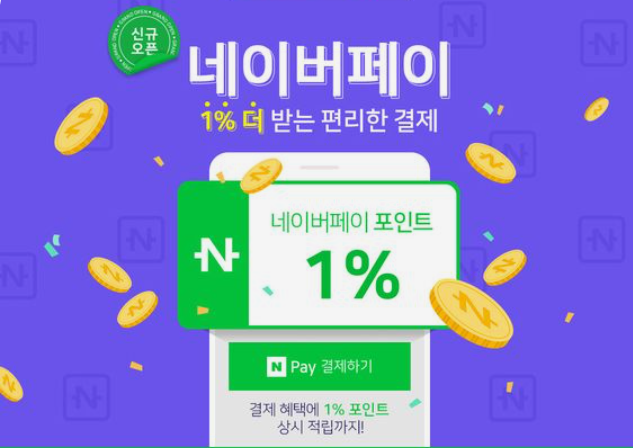 신규
오픈
네이버페이
1% 더 받는 편리한 결제
네이버페이 포인트
1%
N Pay 결제하기
결제 혜택에 1% 포인트
상시 적립까지!